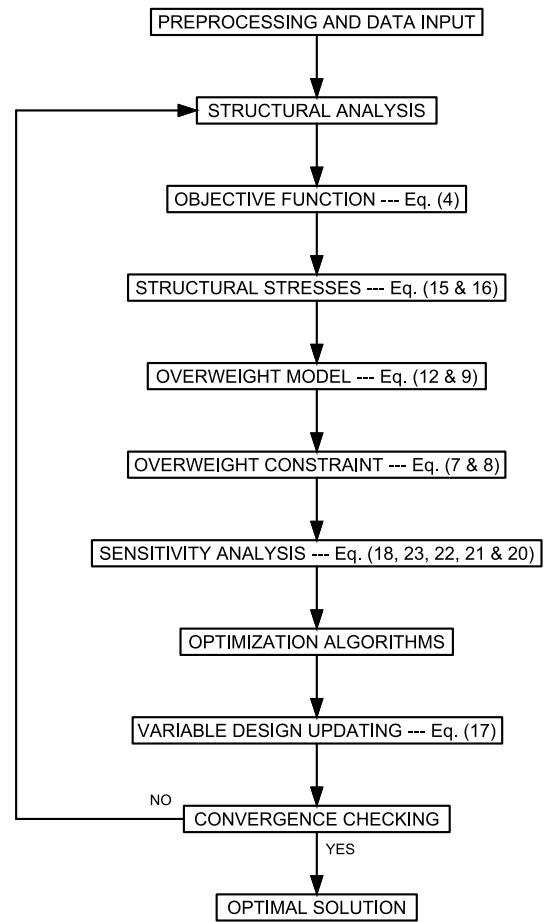 PREPROCESSING AND DATA INPUT
STRUCTURAL ANALYSIS
OBJECTIVE FUNCTION --- Eq. (4)
STRUCTURAL STRESSES --- Eq. (15 & 16)
OVERWEIGHT MODEL --- Eq. (12 & 9)
OVERWEIGHT CONSTRAINT --- Eq. (7 & 8)
SENSITIVITY ANALYSIS --- Eq. (18, 23, 22, 21 & 20)
OPTIMIZATION ALGORITHMS
VARIABLE DESIGN UPDATING --- Eq. (17)
NO
CONVERGENCE CHECKING
YES
OPTIMAL SOLUTION